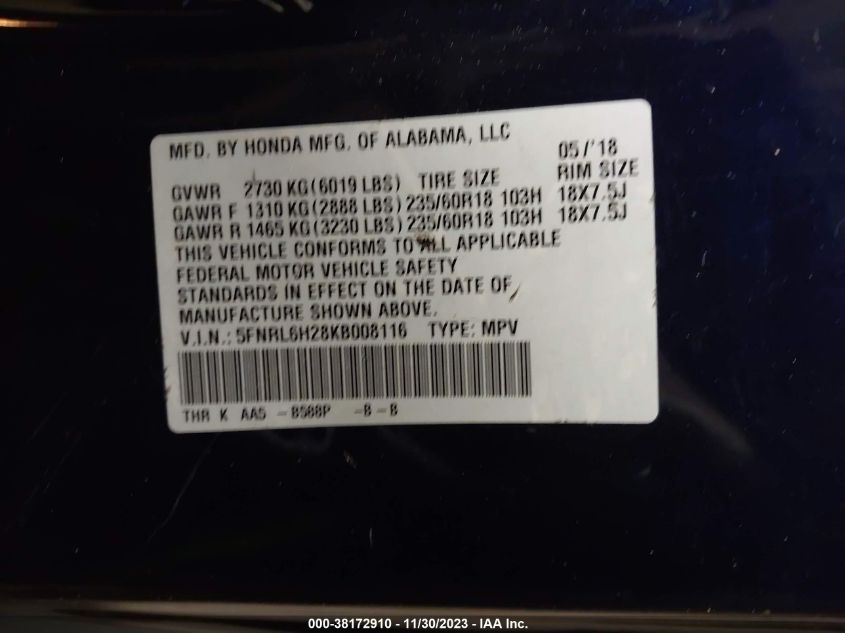 MFD. BY HONDA MFG. OF ALABAMA, LLC 05/'18
GVWR 2730 KG(6019 LBS) TIRE SIZE RIM SIZE
GAWR F 1310 KG(2888 LBS) 235/60R18 103H 18X7.5J
GAWR R 1465 KG(3230 LBS) 235/60R18 103H 18X7.5J
THIS VEHICLE CONFORMS TO ALL APPLICABLE
FEDERAL MOTOR VEHICLE SAFETY
STANDARDS IN EFFECT ON THE DATE OF
MANUFACTURE SHOWN ABOVE.
V.I.N.: 5FNRL6H28KB008116 TYPE: MPV
THR K AA5 -B588P -B-B
000-38172910 - 11/30/2023 - IAA Inc.